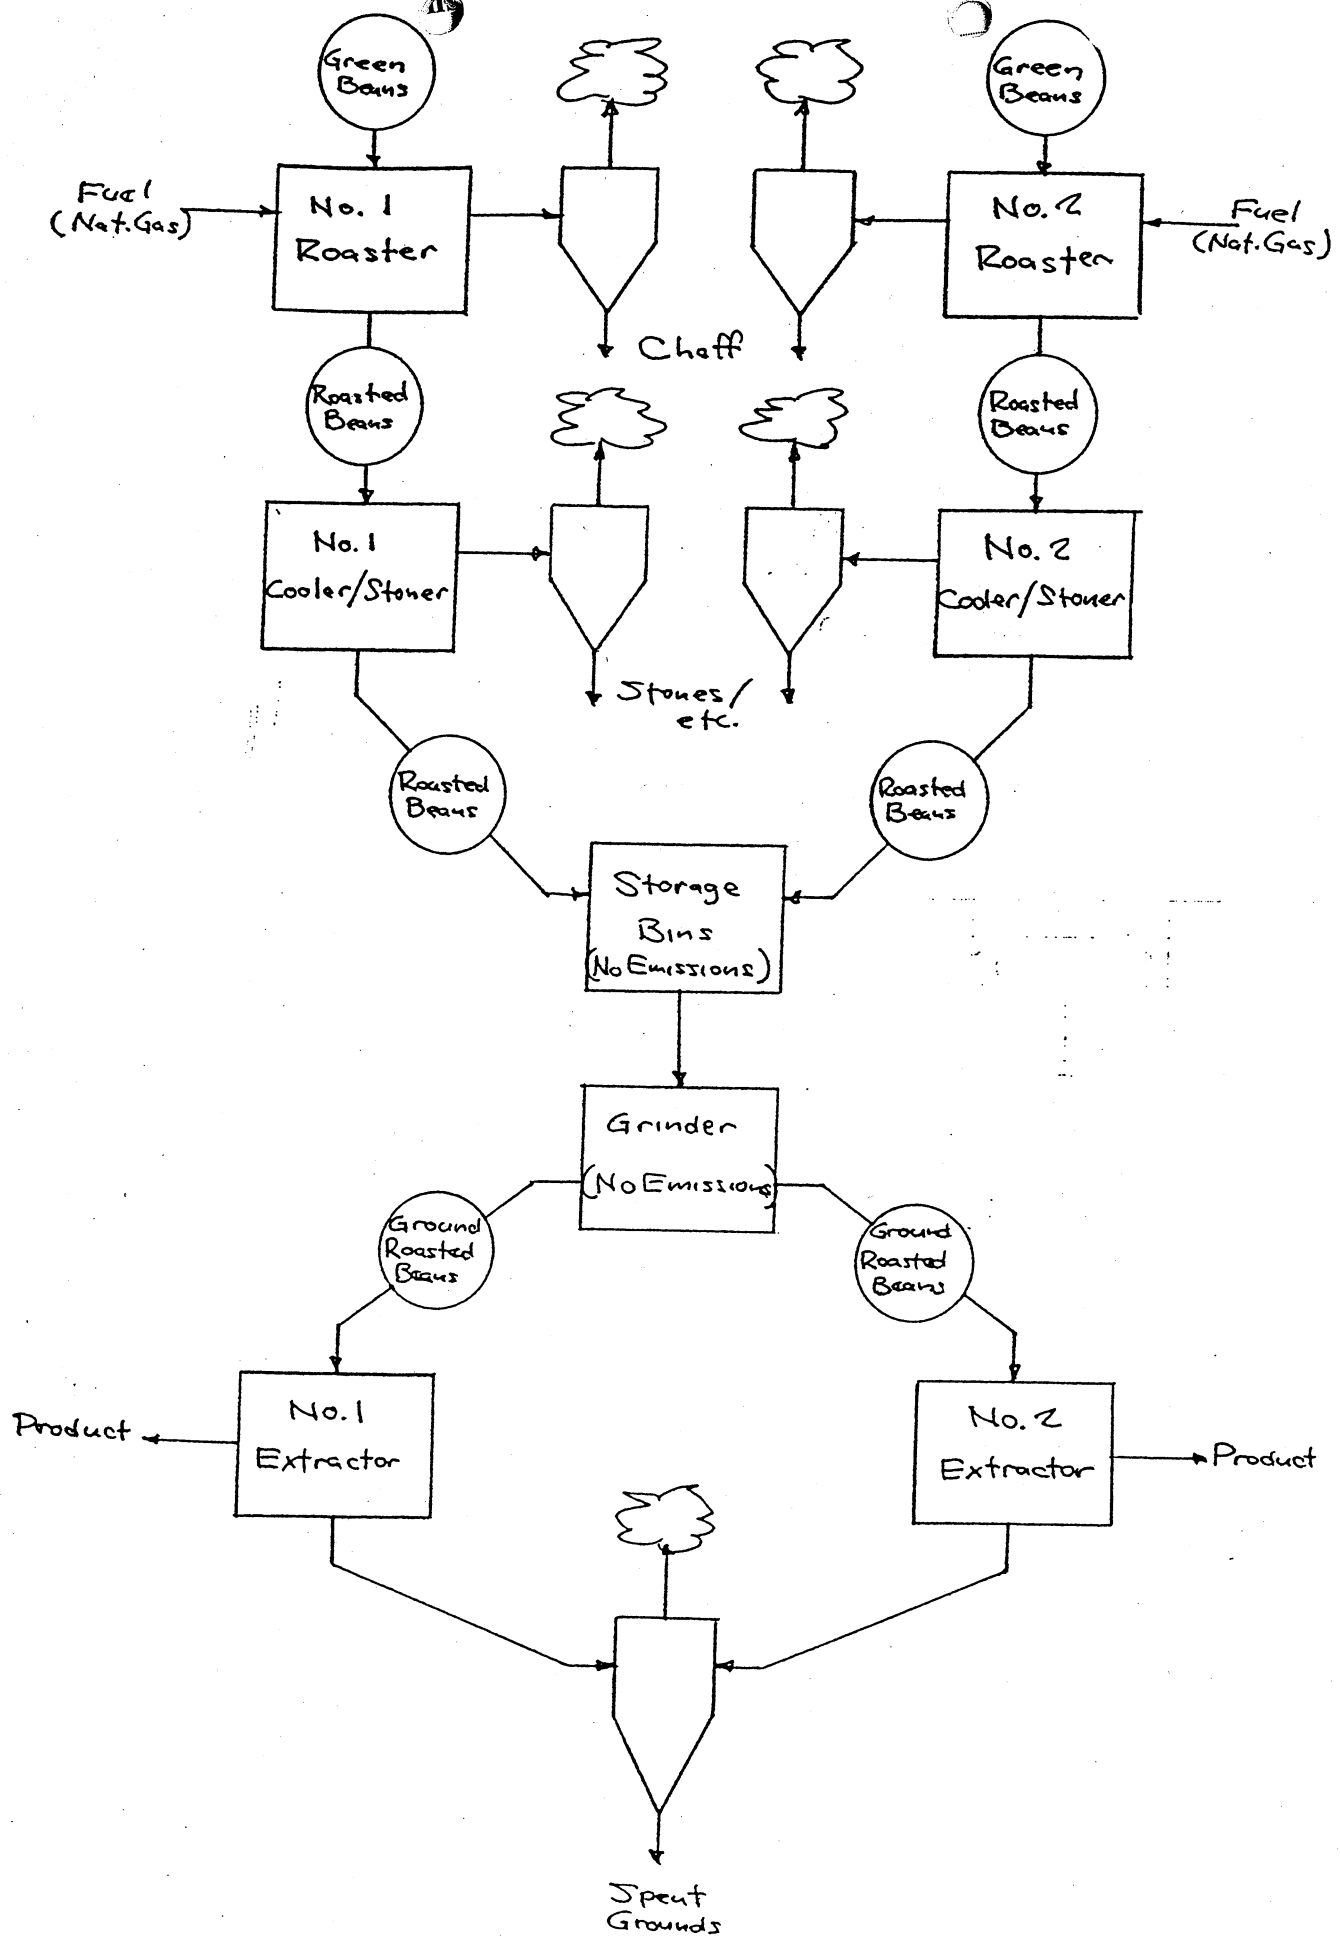 Green
Beans
Green
Beans
Fuel
(Nat.Gas)
No. 1
Roaster
No. 2
Roaster
Fuel
(Nat.Gas)
Chaff
Roasted
Beans
Roasted
Beans
No. 1
Cooler/Stoner
No. 2
Cooler/Stoner
Stones/
etc.
Roasted
Beans
Roasted
Beans
Storage
Bins
(No Emissions)
Grinder
(No Emissions)
Ground
Roasted
Beans
Ground
Roasted
Beans
No. 1
Extractor
Product
No. 2
Extractor
Product
Spent
Grounds